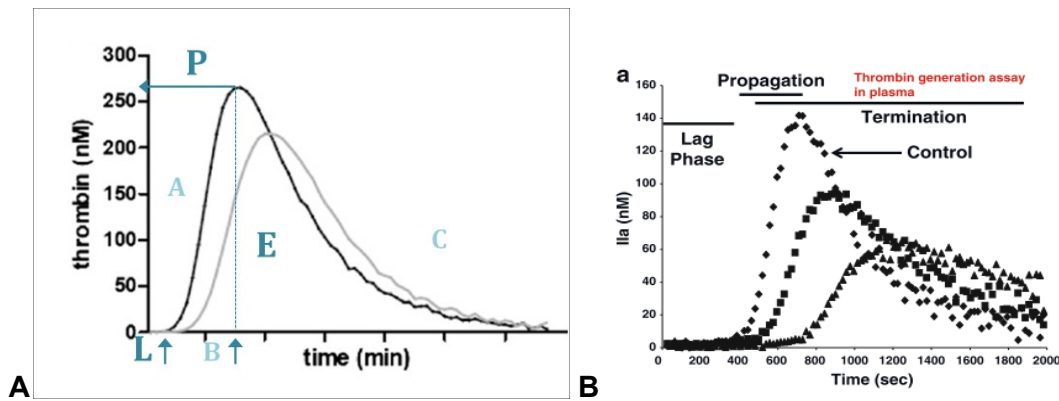 300
250
200
150
100
50
0
thrombin (nM)
P
A
E
C
L
B
time (min)
A
a
160
140
120
100
80
60
40
20
0
IIa (nM)
Propagation
Thrombin generation assay
in plasma
Termination
Lag
Phase
Control
0 200 400 600 800 1000 1200 1400 1600 1800 2000
Time (sec)
B